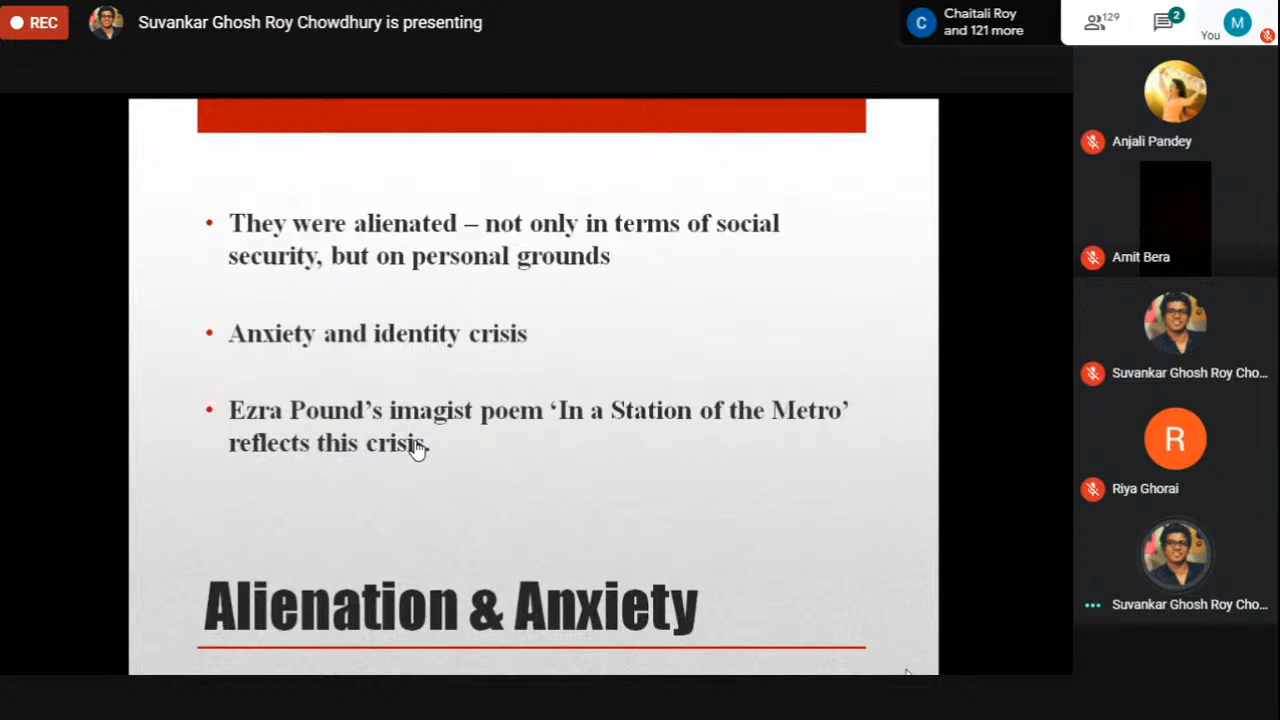 REC
Suvankar Ghosh Roy Chowdhury is presenting
C
Chaitali Roy
and 121 more
129
2
You
M
Anjali Pandey
Amit Bera
Suvankar Ghosh Roy Cho...
R
Riya Ghorai
Suvankar Ghosh Roy Cho...
• They were alienated – not only in terms of social
security, but on personal grounds
• Anxiety and identity crisis
• Ezra Pound’s imagist poem ‘In a Station of the Metro’
reflects this crisis.
Alienation & Anxiety